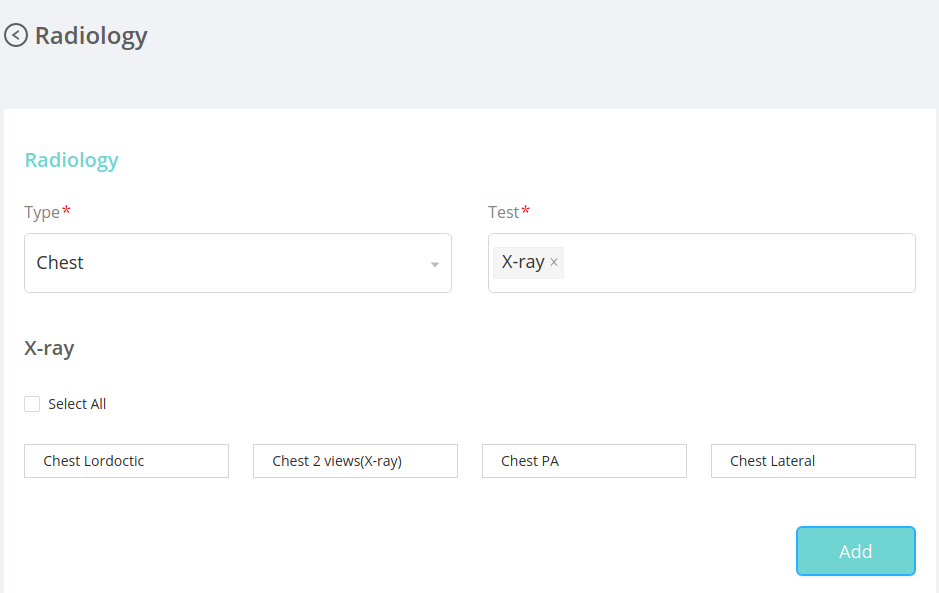 Radiology
Radiology
Type* Test*
Chest X-ray ×
X-ray
Select All
Chest Lordoctic Chest 2 views(X-ray) Chest PA Chest Lateral
Add